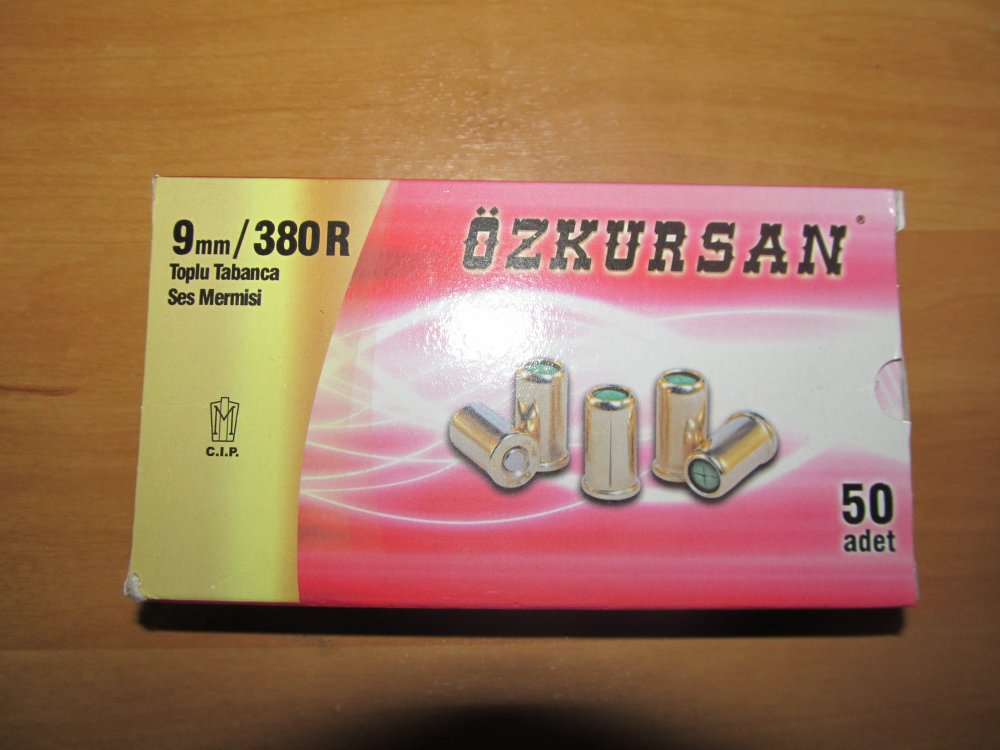 9mm/380R
Toplu Tabanca
Ses Mermisi
C.I.P.
ÖZKURSAN®
50
adet